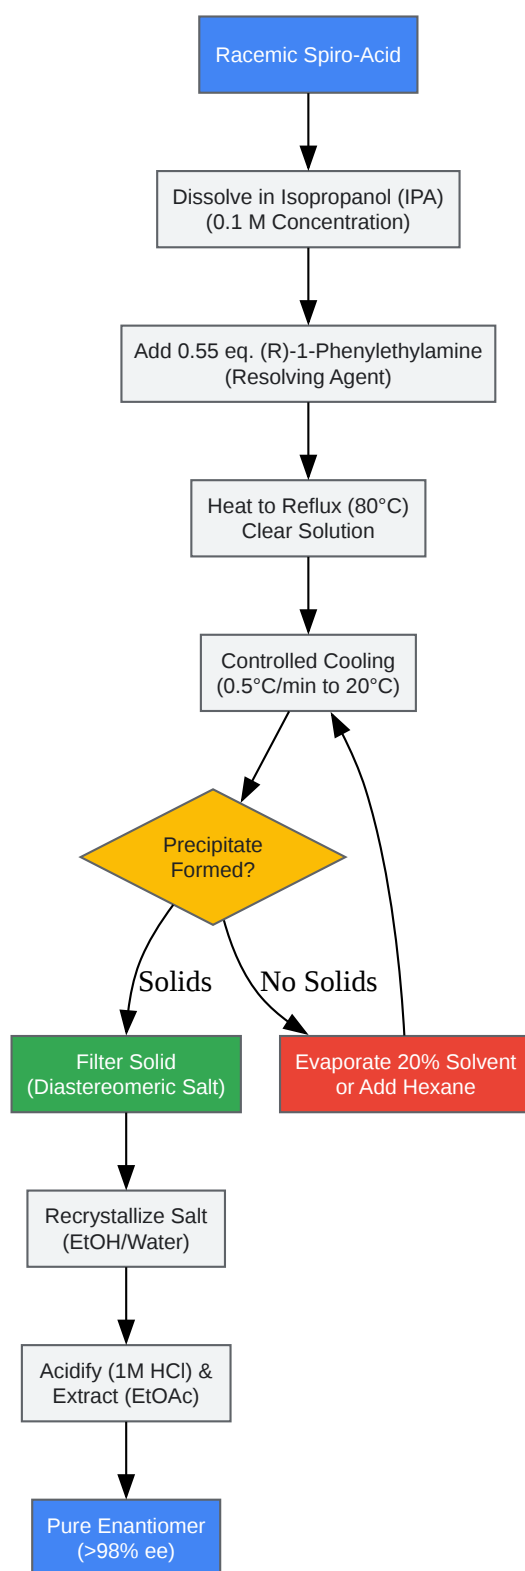 Racemic Spiro-Acid
Dissolve in Isopropanol (IPA)
(0.1 M Concentration)
Add 0.55 eq. (R)-1-Phenylethylamine
(Resolving Agent)
Heat to Reflux (80°C)
Clear Solution
Controlled Cooling
(0.5°C/min to 20°C)
Precipitate
Formed?
Solids
No Solids
Filter Solid
(Diastereomeric Salt)
Evaporate 20% Solvent
or Add Hexane
Recrystallize Salt
(EtOH/Water)
Acidify (1M HCl) &
Extract (EtOAc)
Pure Enantiomer
(>98% ee)